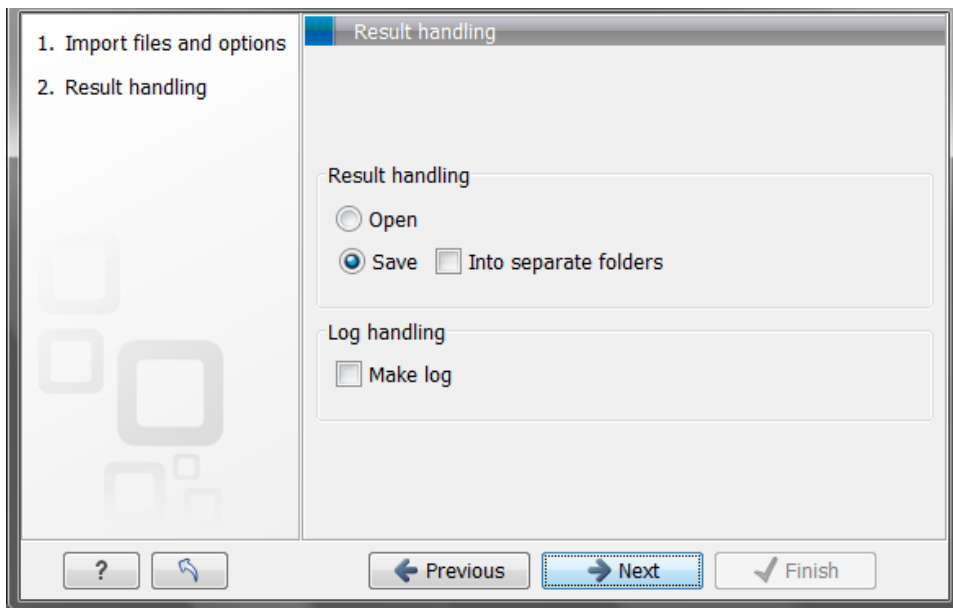 1. Import files and options
2. Result handling
Result handling
Result handling
Open
Save Into separate folders
Log handling
Make log
? Previous Next Finish